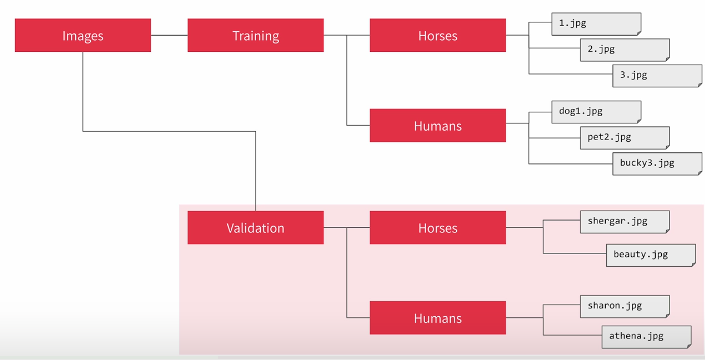 Images
Training
Horses
1.jpg
2.jpg
3.jpg
Humans
dog1.jpg
pet2.jpg
bucky3.jpg
Validation
Horses
shergar.jpg
beauty.jpg
Humans
sharon.jpg
athena.jpg